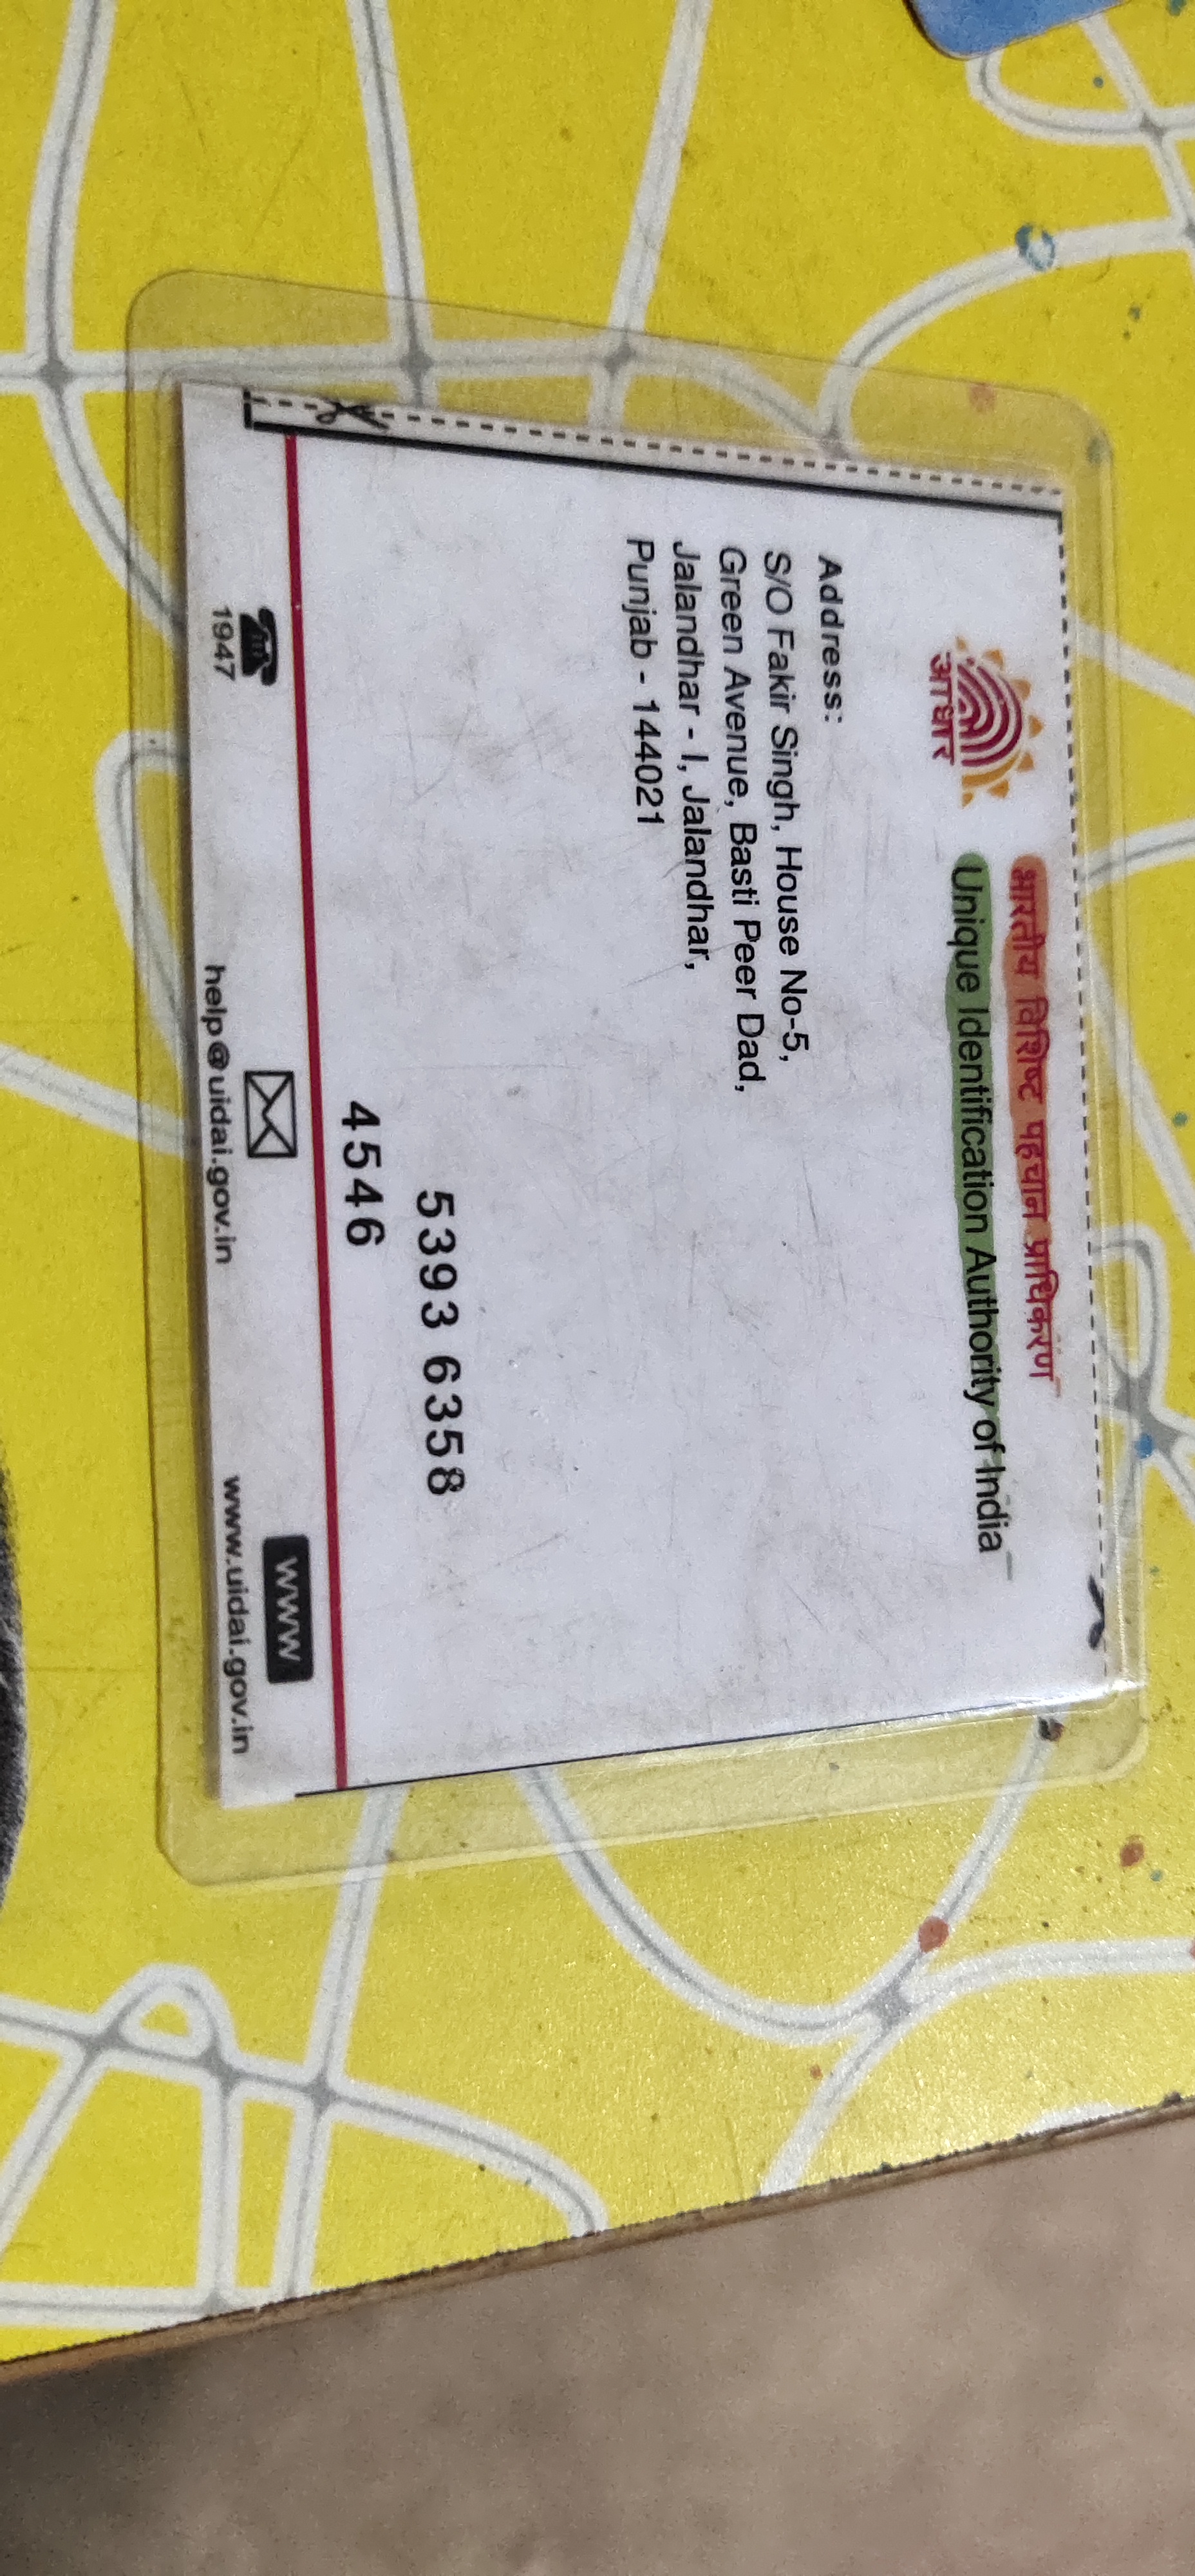 आधार
भारतीय विशिष्ट पहचान प्राधिकरण
Unique Identification Authority of India
Address:
S/O Fakir Singh, House No-5,
Green Avenue, Basti Peer Dad,
Jalandhar - I, Jalandhar,
Punjab - 144021
5393 6358
4546
1947
help@uidai.gov.in
WWW
www.uidai.gov.in